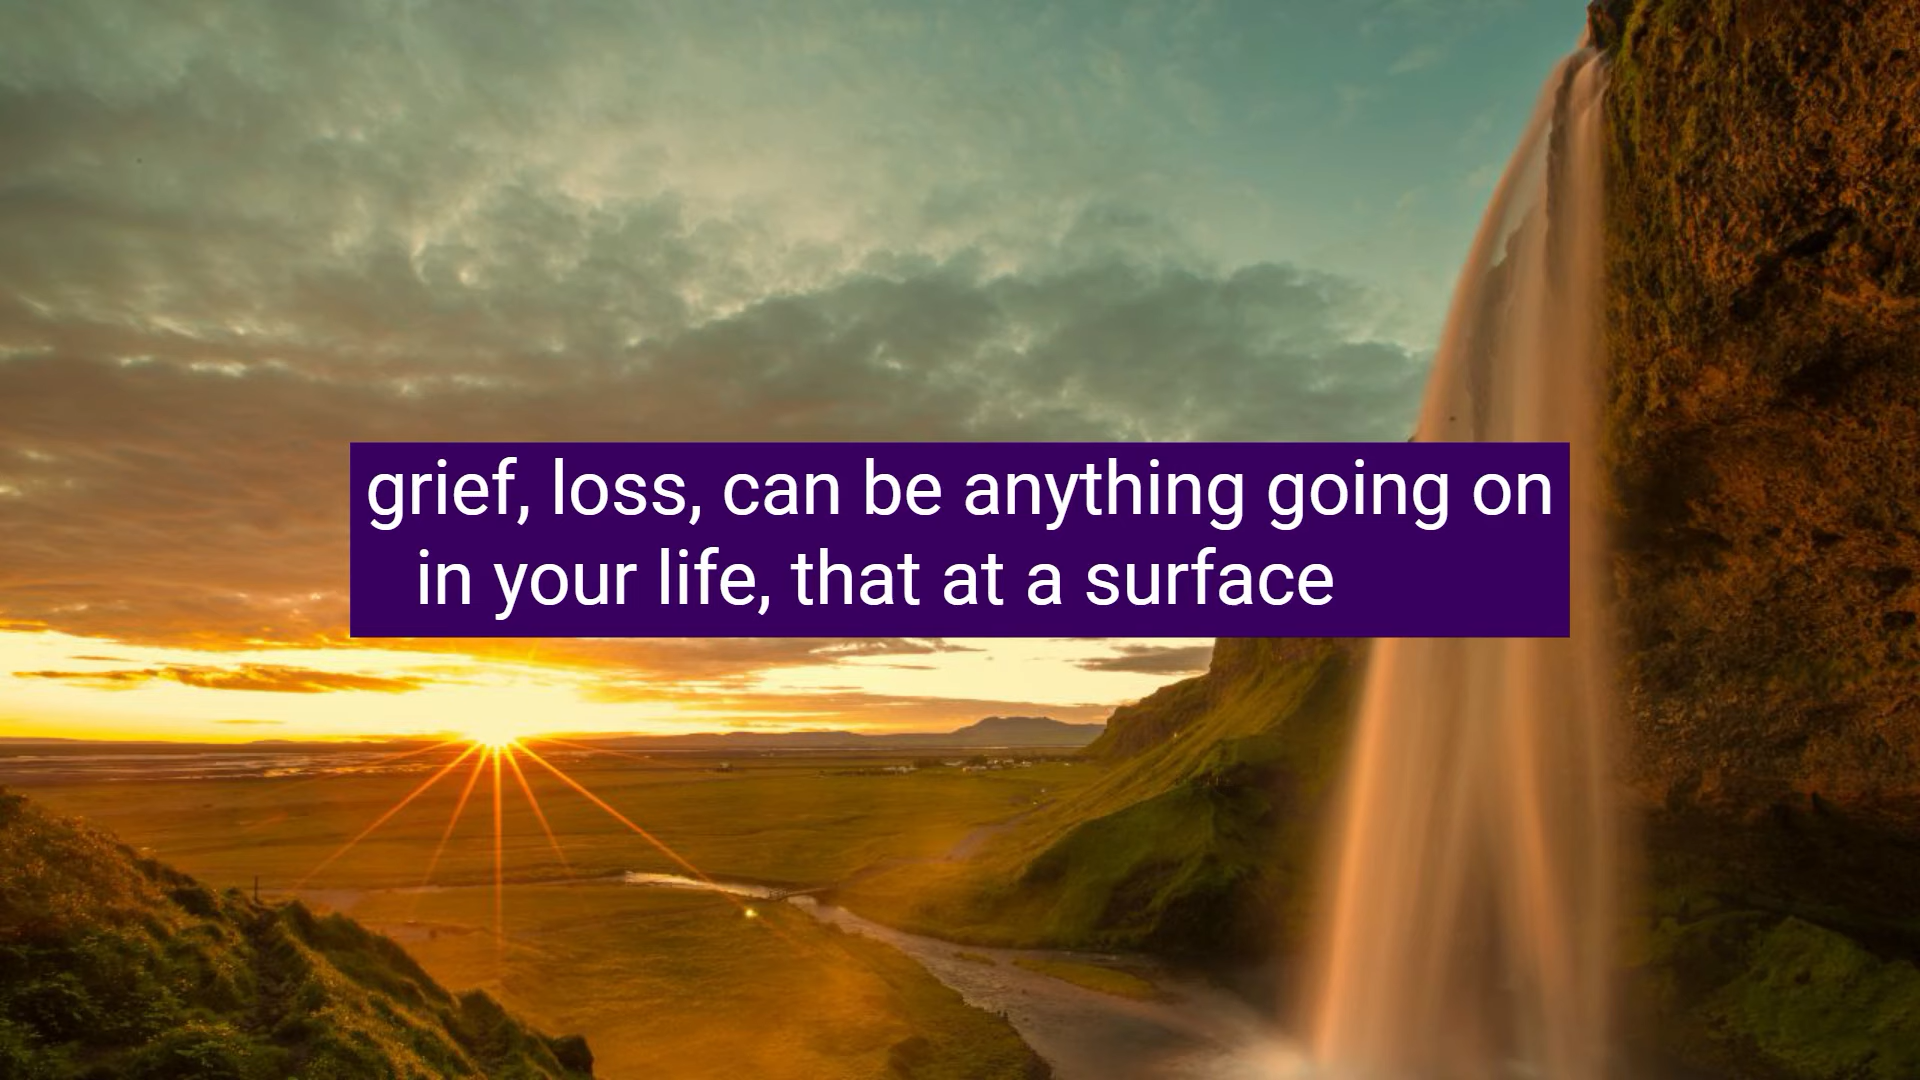 grief, loss, can be anything going on
in your life, that at a surface